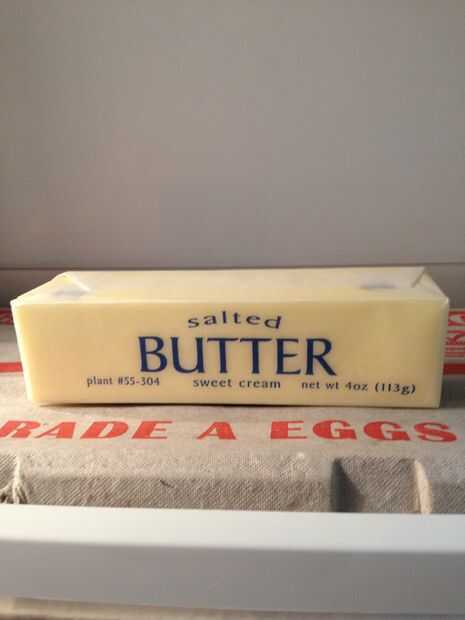 salted
BUTTER
plant #55-304 sweet cream net wt 4oz (113g)
RADE A EGGS